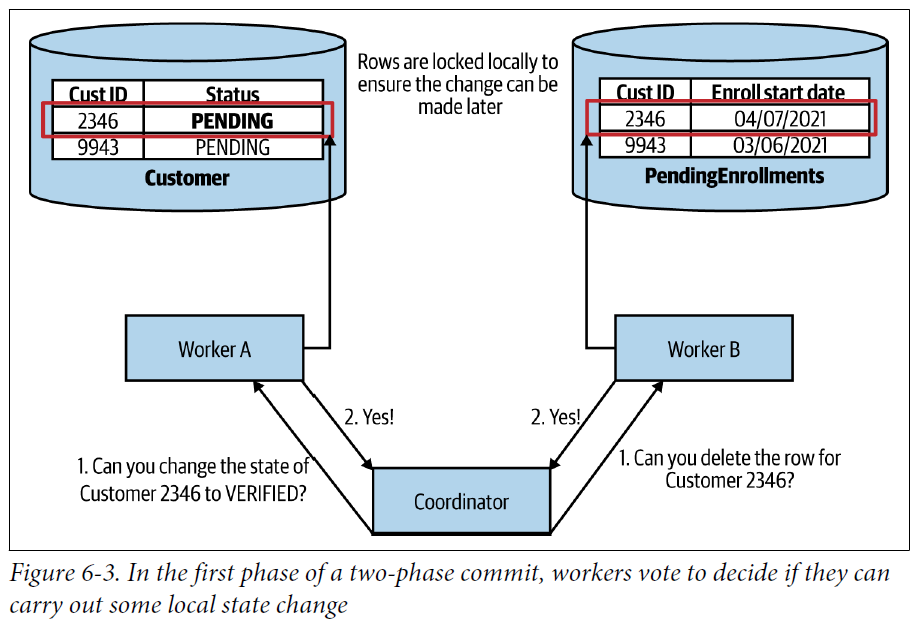 Rows are locked locally to
ensure the change can be
made later
Cust ID Status
2346 PENDING
9943 PENDING
Customer
Cust ID Enroll start date
2346 04/07/2021
9943 03/06/2021
PendingEnrollments
Worker A
Worker B
2. Yes!
2. Yes!
1. Can you change the state of
Customer 2346 to VERIFIED?
1. Can you delete the row for
Customer 2346?
Coordinator
Figure 6-3. In the first phase of a two-phase commit, workers vote to decide if they can
carry out some local state change